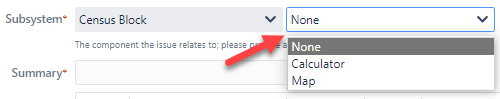 Subsystem* Census Block None
The component the issue relates to; please
None
Calculator
Summary* Map